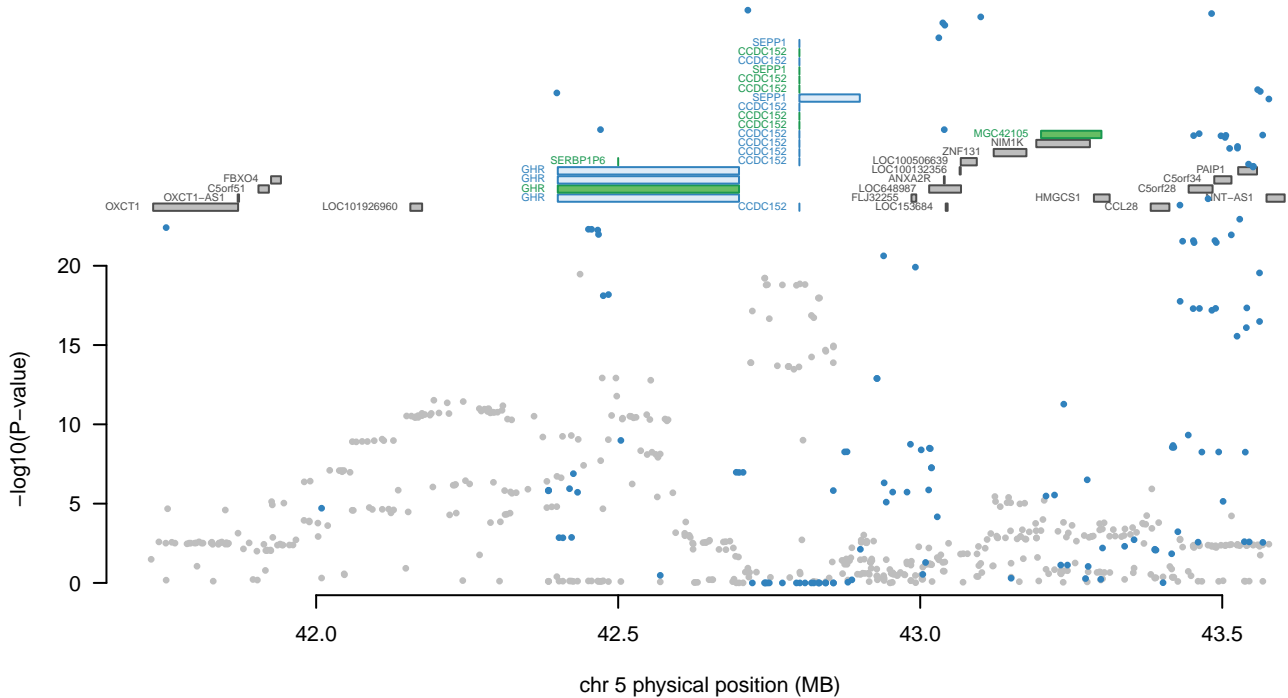 SEPP1
CCDC152
CCDC152
SEPP1
CCDC152
CCDC152
SEPP1
CCDC152
CCDC152
CCDC152
CCDC152 MGC42105
CCDC152 NIM1K
CCDC152 ZNF131
SERBP1P6 CCDC152 LOC100506639
GHR LOC100132356 PAIP1
FBXO4 GHR ANXA2R C5orf34
C5orf51 GHR LOC648987 C5orf28
OXCT1−AS1 GHR FLJ32255 HMGCS1 NNT−AS1
OXCT1 LOC101926960 CCDC152 LOC153684 CCL28
20
15
10
5
0
−log10(P−value)
42.0 42.5 43.0 43.5
chr 5 physical position (MB)